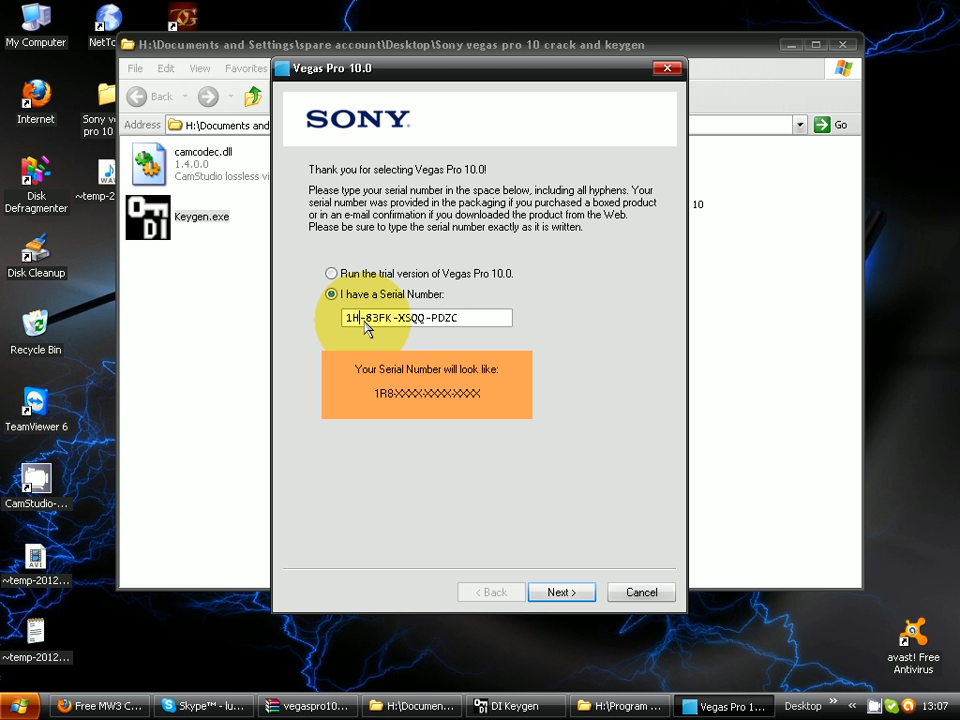 My Computer
NetTo
H:\Documents and Settings\spare account\Desktop\Sony vegas pro 10 crack and keygen
File Edit View Favorites
Vegas Pro 10.0
Back
Internet
Sony ve
pro 10
Address H:\Documents and
Go
SONY
camcodec.dll
1.4.0.0
CamStudio lossless vi
Thank you for selecting Vegas Pro 10.0!
Please type your serial number in the space below, including all hyphens. Your
serial number was provided in the packaging if you purchased a boxed product
or in an e-mail confirmation if you downloaded the product from the Web.
Please be sure to type the serial number exactly as it is written.
Disk
Defragmenter
~temp-2
Keygen.exe
10
Disk Cleanup
Run the trial version of Vegas Pro 10.0.
I have a Serial Number:
1H-83FK-XSQQ-PDZC
Recycle Bin
Your Serial Number will look like:
1R8-XXXX-XXXX-XXXX
TeamViewer 6
CamStudio-...
~temp-2012...
< Back Next > Cancel
~temp-2012...
avast! Free
Antivirus
Free MW3 C... Skype™ - lu... vegaspro10... H:\Documen... DI Keygen H:\Program ... Vegas Pro 1... Desktop » « 13:07